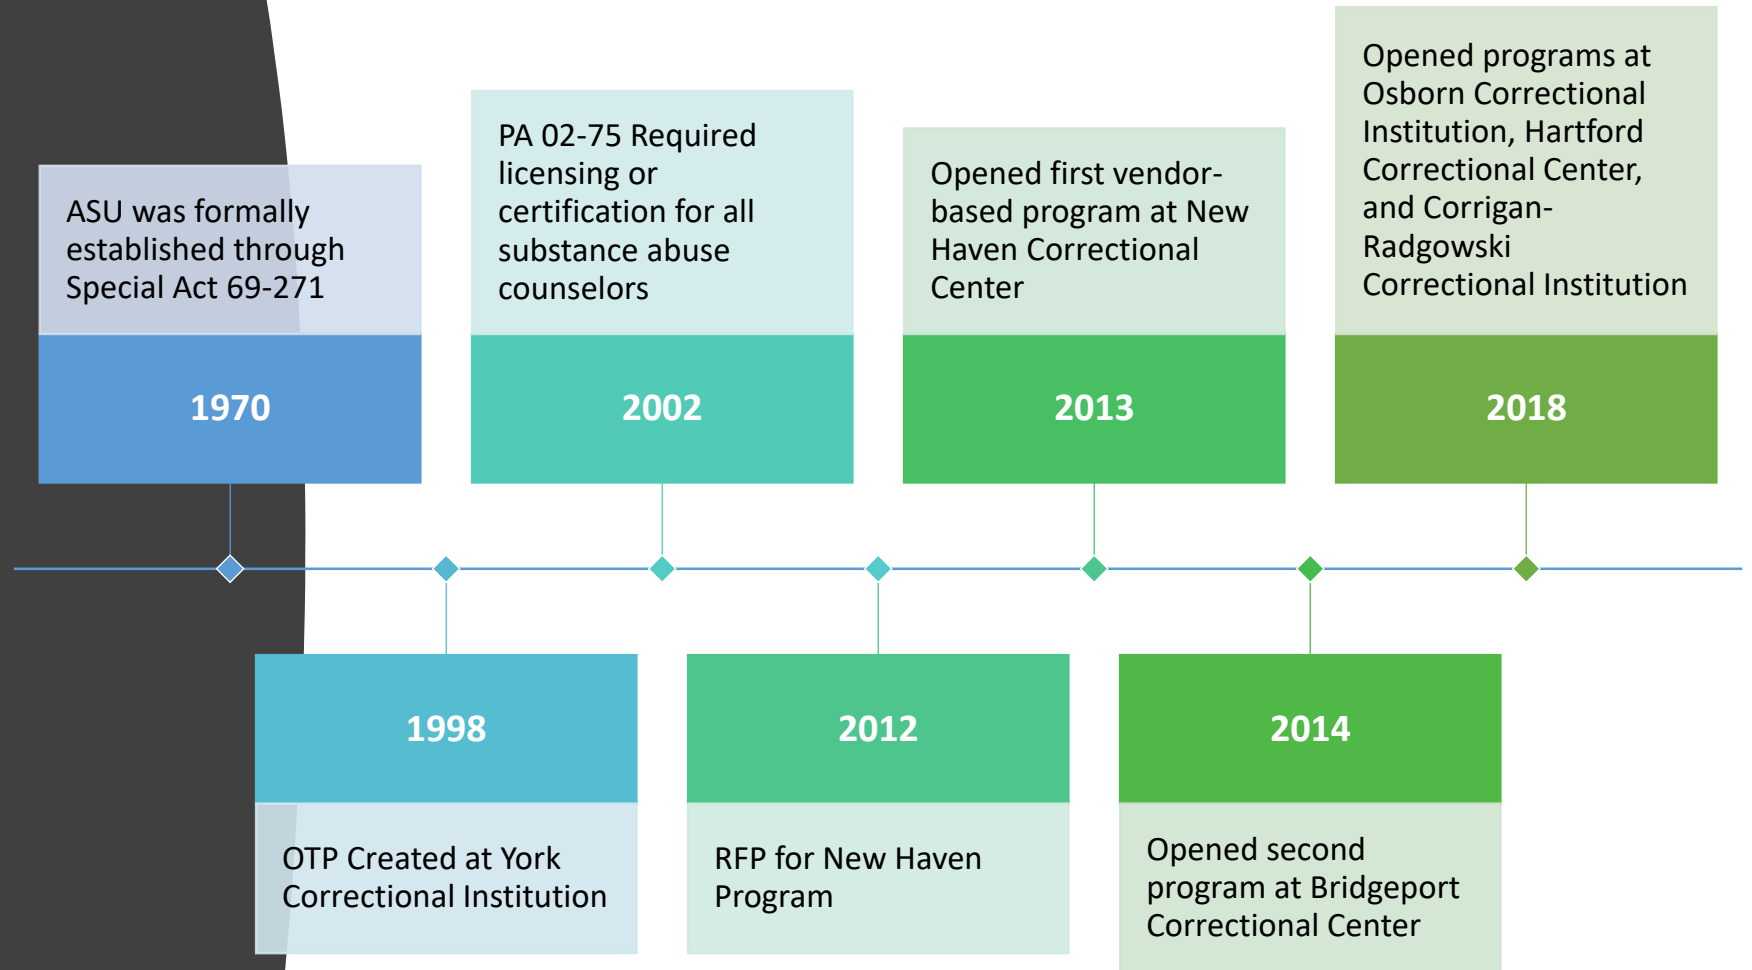 ASU was formally
established through
Special Act 69-271
1970
OTP Created at York
Correctional Institution
1998
PA 02-75 Required
licensing or
certification for all
substance abuse
counselors
2002
RFP for New Haven
Program
2012
Opened first vendor-
based program at New
Haven Correctional
Center
2013
Opened second
program at Bridgeport
Correctional Center
2014
Opened programs at
Osborn Correctional
Institution, Hartford
Correctional Center,
and Corrigan-
Radgowski
Correctional Institution
2018